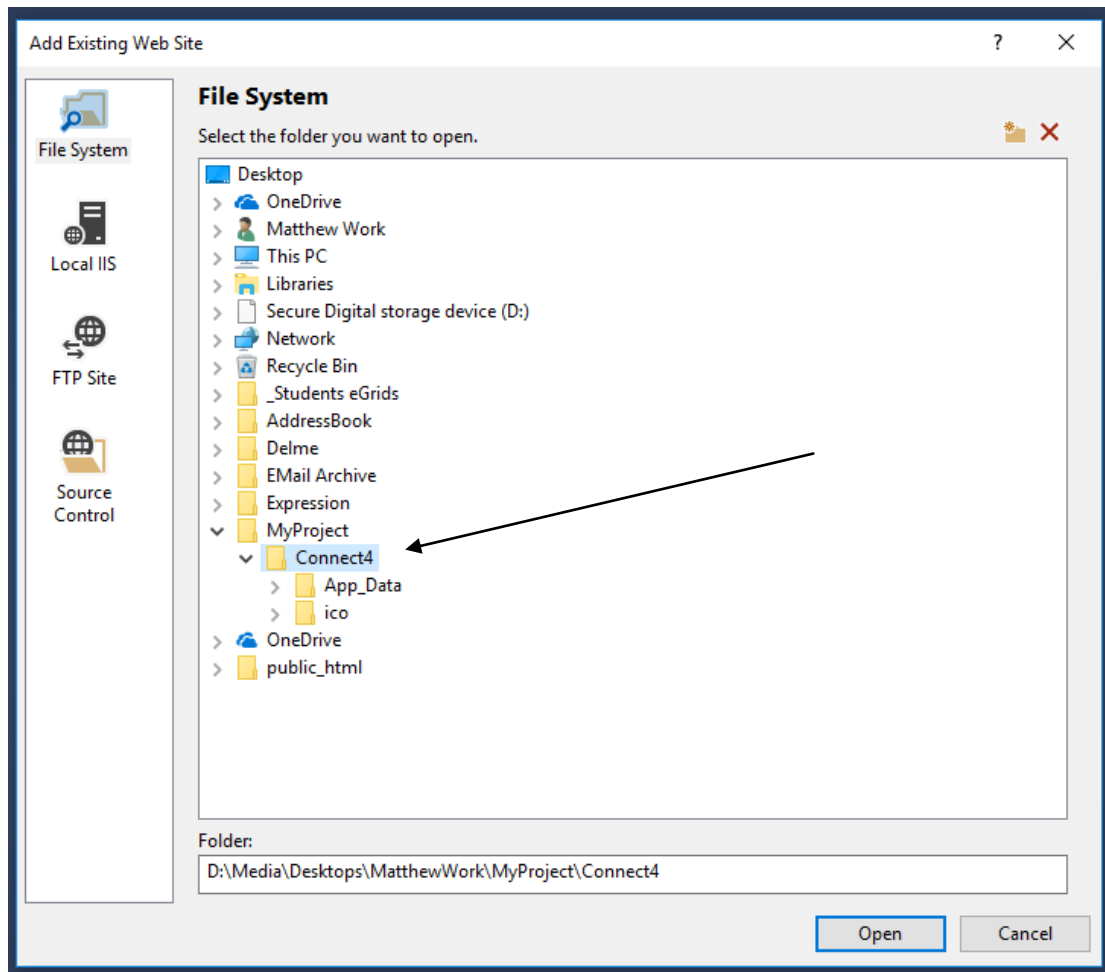 Add Existing Web Site
?
File System
Local IIS
FTP Site
Source
Control
File System
Select the folder you want to open.
Desktop
OneDrive
Matthew Work
This PC
Libraries
Secure Digital storage device (D:)
Network
Recycle Bin
_Students eGrids
AddressBook
Delme
EMail Archive
Expression
MyProject
Connect4
App_Data
ico
OneDrive
public_html
Folder:
D:\Media\Desktops\MatthewWork\MyProject\Connect4
Open
Cancel